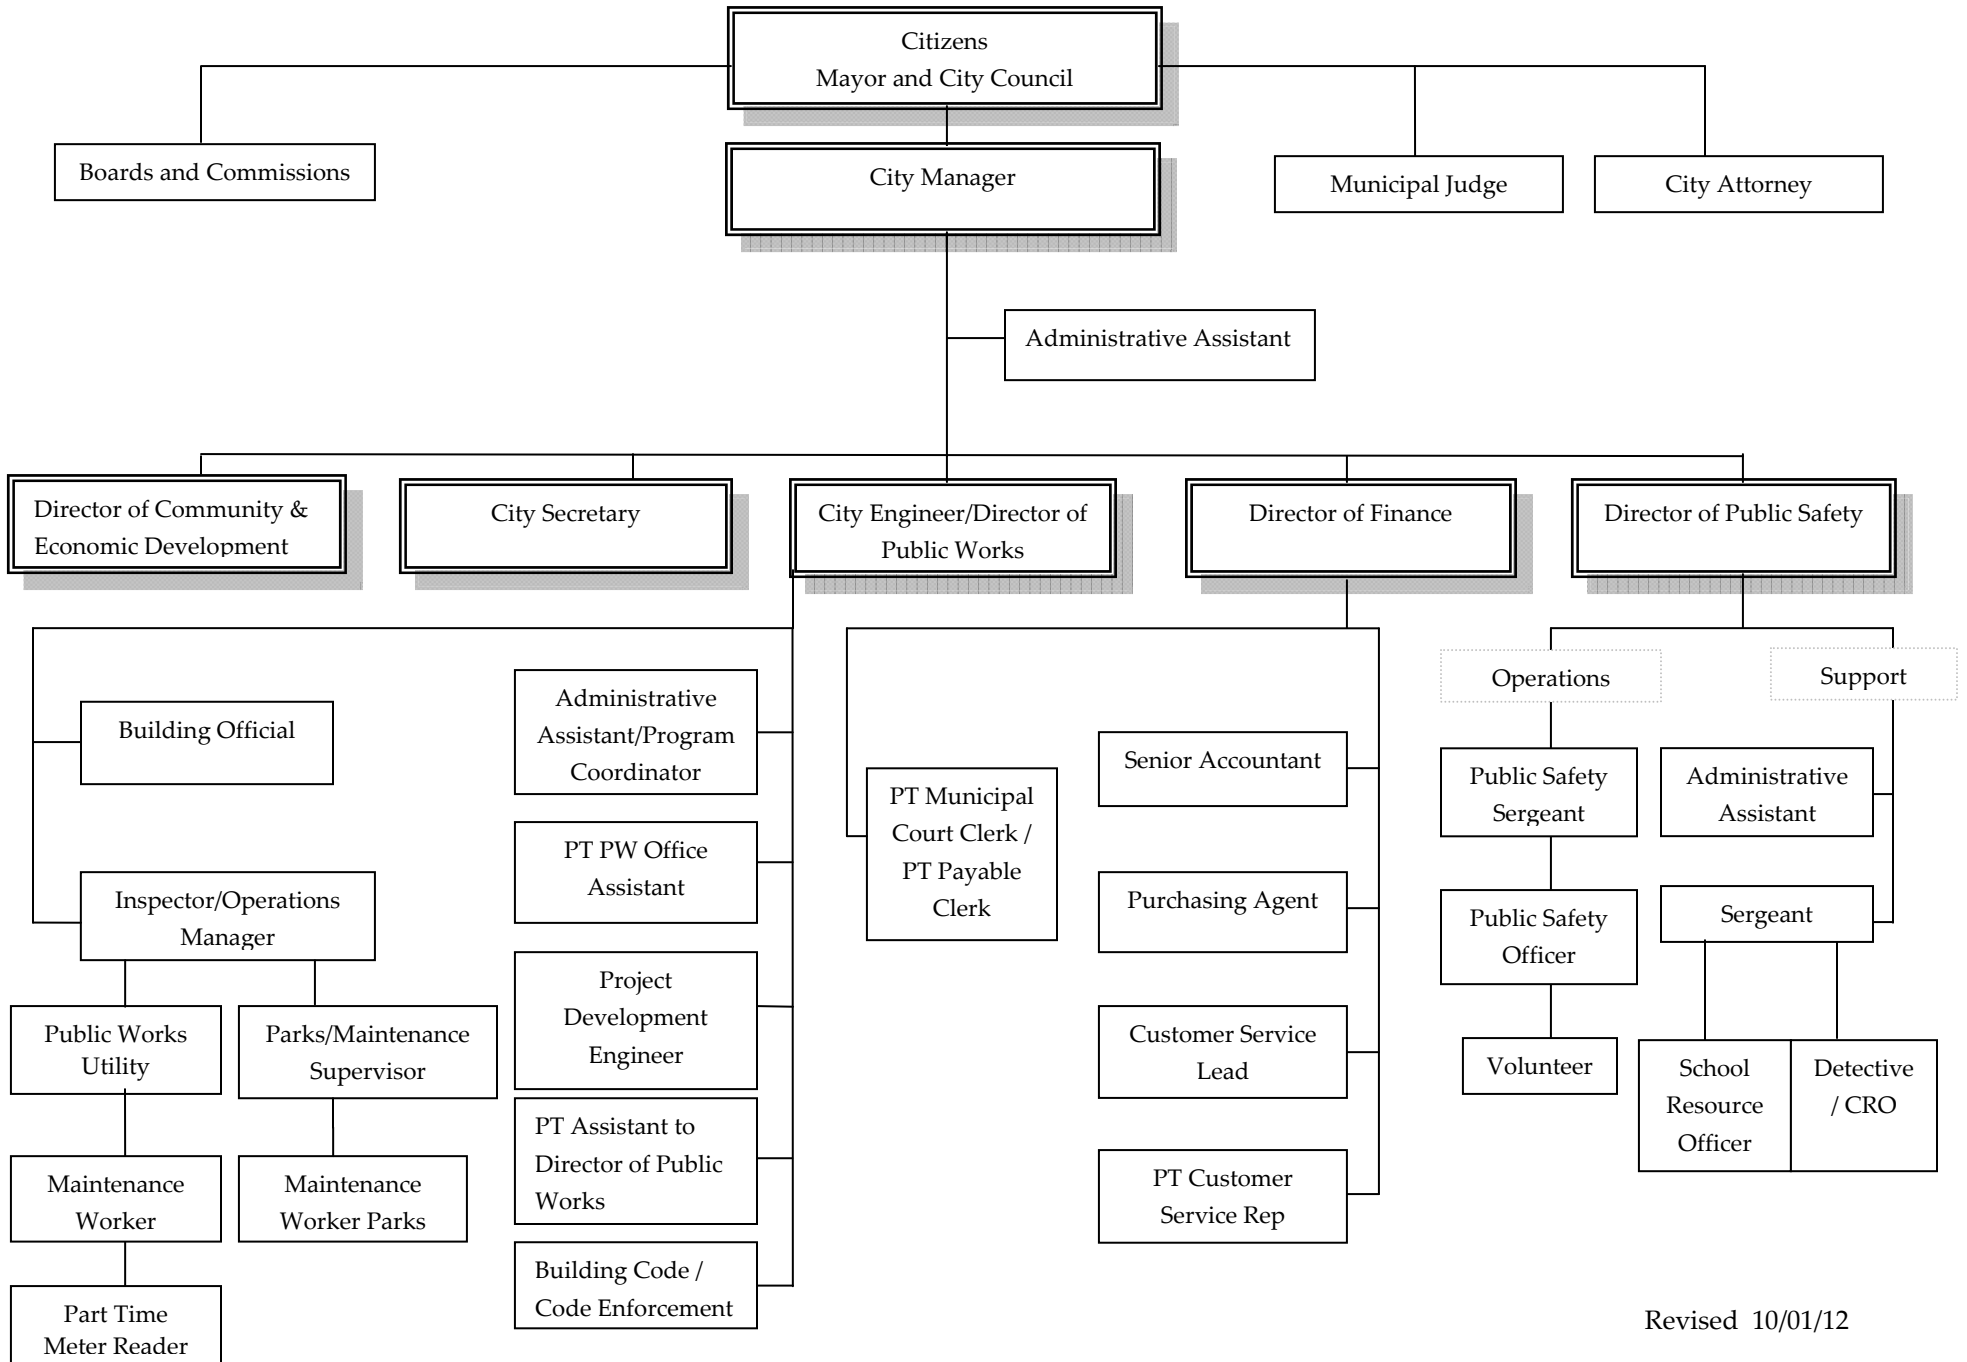 Citizens
Mayor and City Council
Boards and Commissions
City Manager
Municipal Judge
City Attorney
Administrative Assistant
Director of Community &
Economic Development
City Secretary
City Engineer/Director of
Public Works
Director of Finance
Director of Public Safety
Building Official
Inspector/Operations
Manager
Public Works
Utility
Parks/Maintenance
Supervisor
Maintenance
Worker
Maintenance
Worker Parks
Part Time
Meter Reader
Administrative
Assistant/Program
Coordinator
PT PW Office
Assistant
Project
Development
Engineer
PT Assistant to
Director of Public
Works
Building Code /
Code Enforcement
PT Municipal
Court Clerk /
PT Payable
Clerk
Senior Accountant
Purchasing Agent
Customer Service
Lead
PT Customer
Service Rep
Operations
Public Safety
Sergeant
Public Safety
Officer
Volunteer
Support
Administrative
Assistant
Sergeant
School
Resource
Officer
Detective
/ CRO
Revised 10/01/12